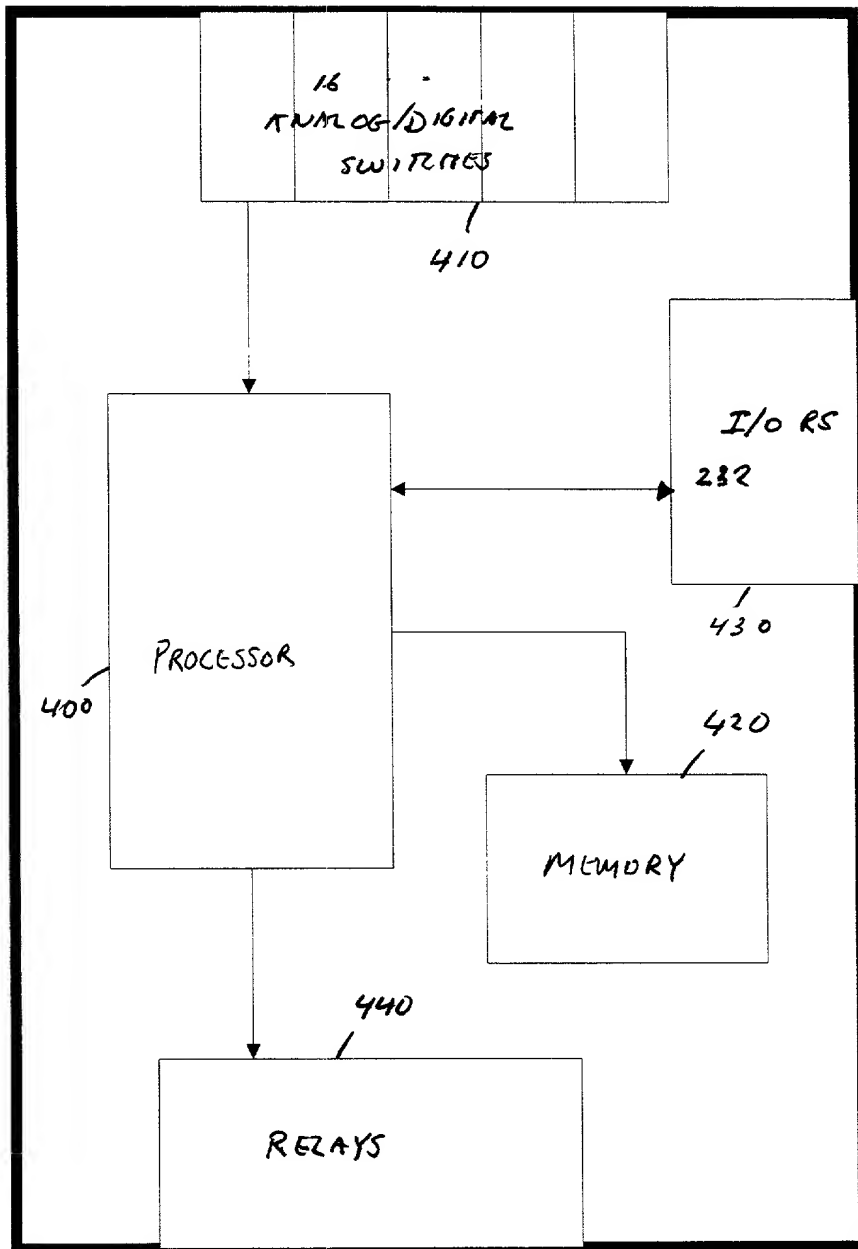 16 . .
ANALOG/DIGITAL
SWITCHES
410
I/O RS
232
430
PROCESSOR
400
420
MEMORY
440
RELAYS